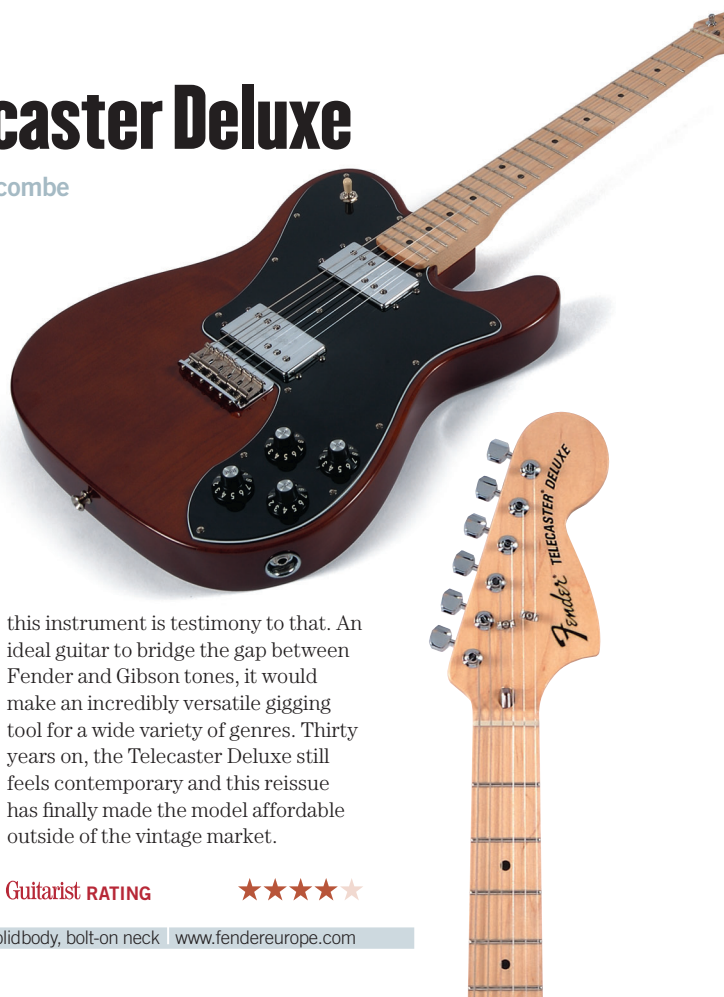 caster Deluxe
combe
Fender TELECASTER DELUXE
this instrument is testimony to that. An
ideal guitar to bridge the gap between
Fender and Gibson tones, it would
make an incredibly versatile gigging
tool for a wide variety of genres. Thirty
years on, the Telecaster Deluxe still
feels contemporary and this reissue
has finally made the model affordable
outside of the vintage market.
Guitarist RATING
olidbody, bolt-on neck www.fendereurope.com